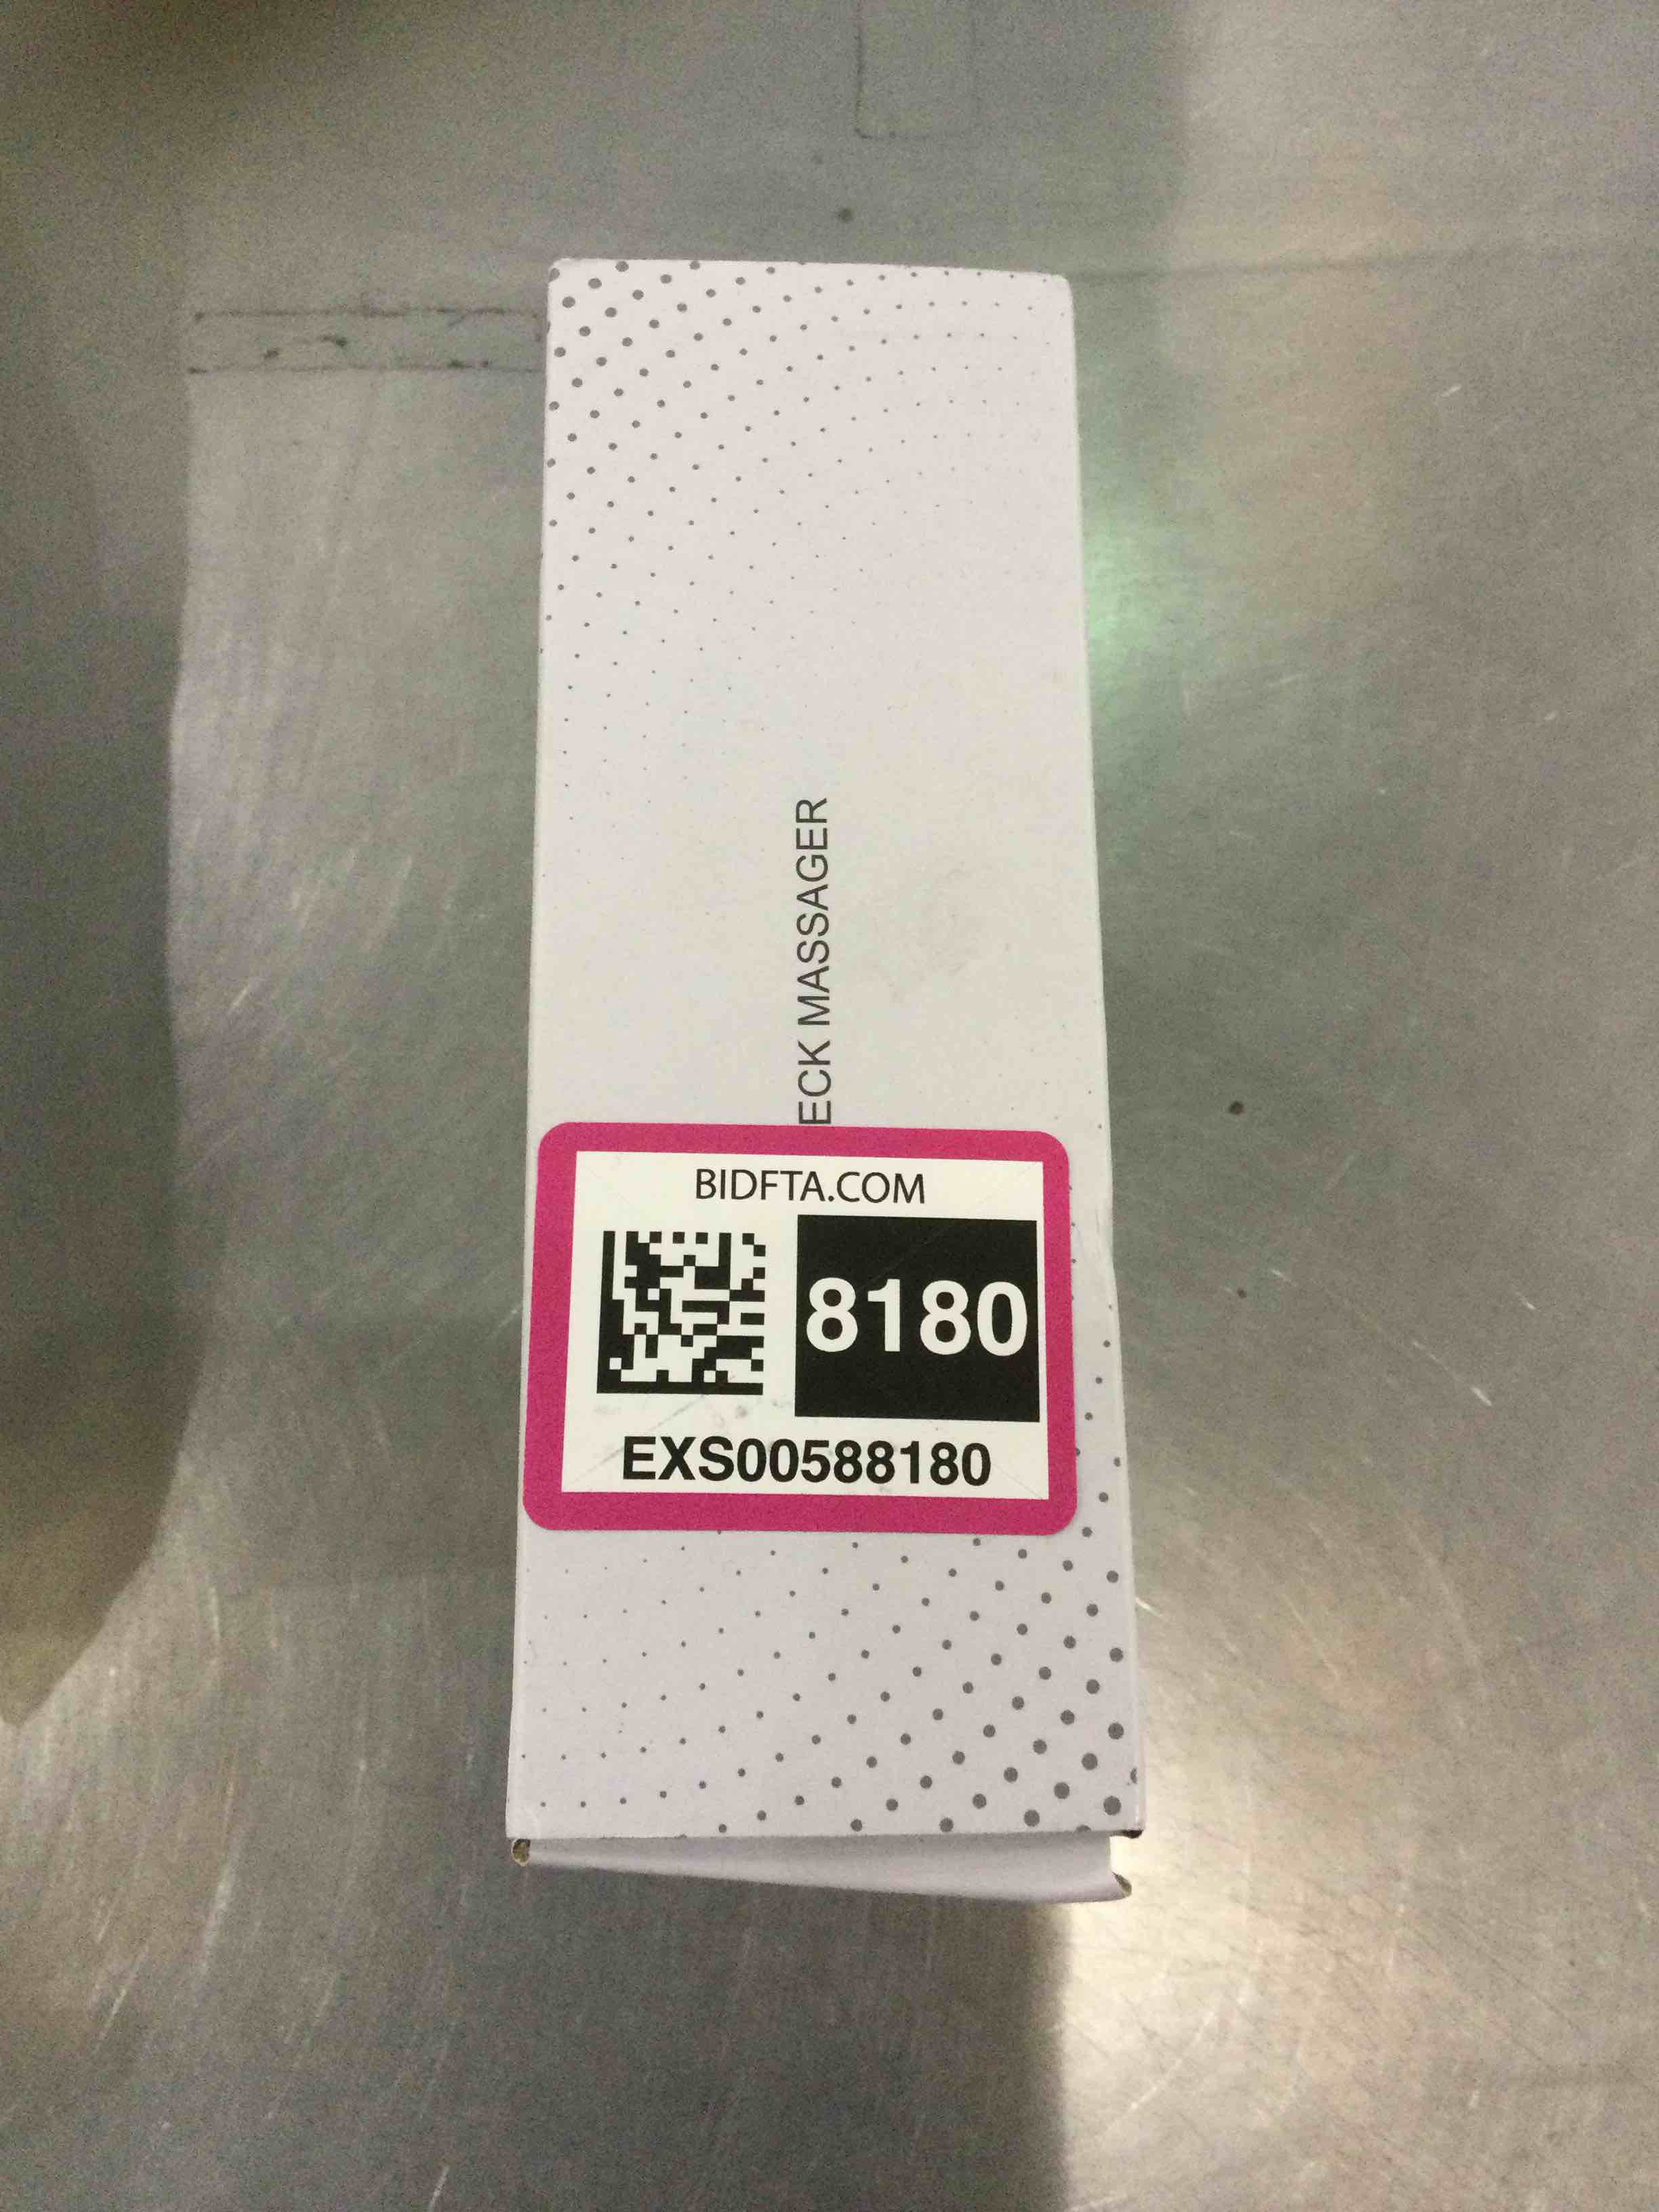 ECK MASSAGER
BIDFTA.COM
8180
EXS00588180